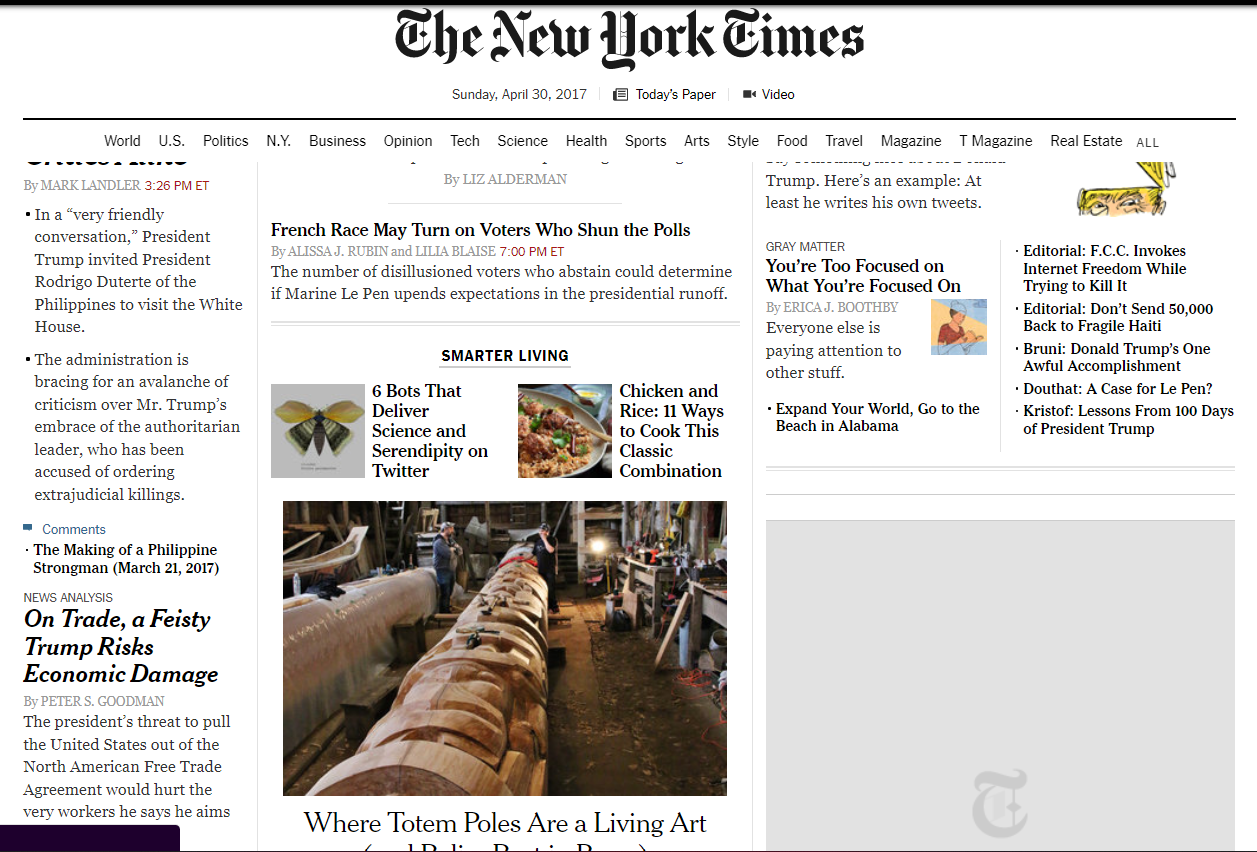 The New York Times
Sunday, April 30, 2017
Today's Paper
Video
World U.S. Politics N.Y. Business Opinion Tech Science Health Sports Arts Style Food Travel Magazine T Magazine Real Estate ALL
By MARK LANDLER 3:26 PM ET
• In a “very friendly
conversation,” President
Trump invited President
Rodrigo Duterte of the
Philippines to visit the White
House.
• The administration is
bracing for an avalanche of
criticism over Mr. Trump’s
embrace of the authoritarian
leader, who has been
accused of ordering
extrajudicial killings.
Comments
· The Making of a Philippine
Strongman (March 21, 2017)
NEWS ANALYSIS
On Trade, a Feisty
Trump Risks
Economic Damage
By PETER S. GOODMAN
The president’s threat to pull
the United States out of the
North American Free Trade
Agreement would hurt the
very workers he says he aims
By LIZ ALDERMAN
French Race May Turn on Voters Who Shun the Polls
By ALISSA J. RUBIN and LILIA BLAISE 7:00 PM ET
The number of disillusioned voters who abstain could determine
if Marine Le Pen upends expectations in the presidential runoff.
SMARTER LIVING
6 Bots That
Deliver
Science and
Serendipity on
Twitter
Chicken and
Rice: 11 Ways
to Cook This
Classic
Combination
Where Totem Poles Are a Living Art
Trump. Here’s an example: At
least he writes his own tweets.
GRAY MATTER
You’re Too Focused on
What You’re Focused On
By ERICA J. BOOTHBY
Everyone else is
paying attention to
other stuff.
• Expand Your World, Go to the
Beach in Alabama
· Editorial: F.C.C. Invokes
Internet Freedom While
Trying to Kill It
· Editorial: Don’t Send 50,000
Back to Fragile Haiti
· Bruni: Donald Trump’s One
Awful Accomplishment
· Douthat: A Case for Le Pen?
· Kristof: Lessons From 100 Days
of President Trump
T